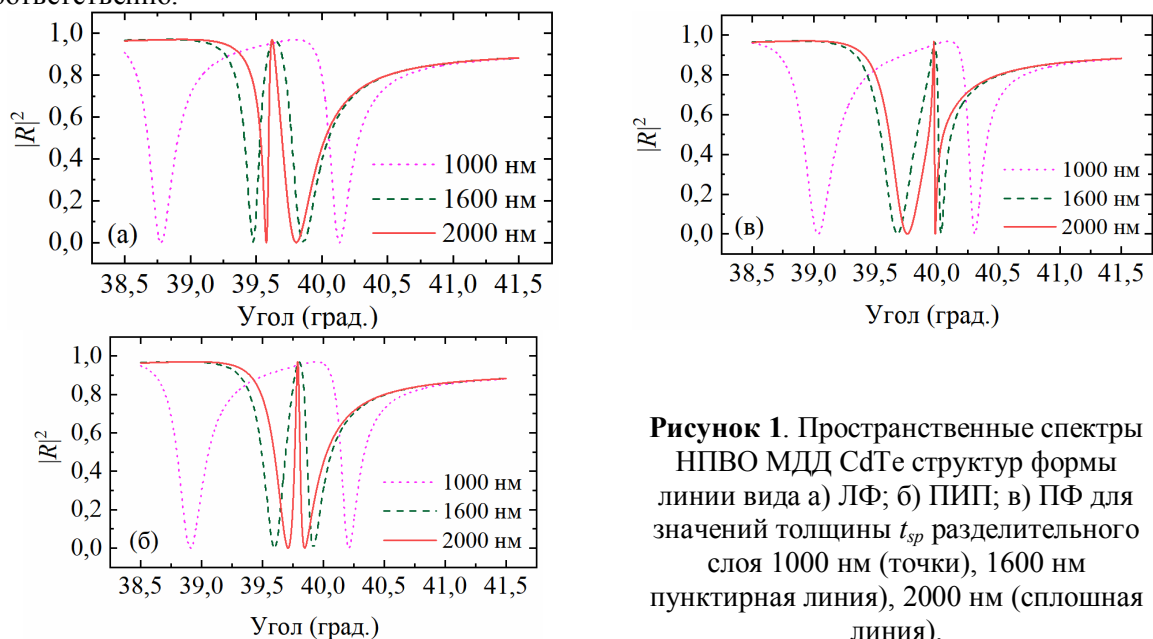 оответственно.
1,0
0,8
0,6
0,4
0,2
0,0
|R|²
(а)
1000 нм
1600 нм
2000 нм
38,5 39,0 39,5 40,0 40,5 41,0 41,5
Угол (град.)
1,0
0,8
0,6
0,4
0,2
0,0
|R|²
(в)
1000 нм
1600 нм
2000 нм
38,5 39,0 39,5 40,0 40,5 41,0 41,5
Угол (град.)
1,0
0,8
0,6
0,4
0,2
0,0
|R|²
(б)
1000 нм
1600 нм
2000 нм
38,5 39,0 39,5 40,0 40,5 41,0 41,5
Угол (град.)
Рисунок 1. Пространственные спектры
НПВО МДД CdTe структур формы
линии вида а) ЛФ; б) ПИП; в) ПФ для
значений толщины tsp разделительного
слоя 1000 нм (точки), 1600 нм
пунктирная линия), 2000 нм (сплошная
линия).